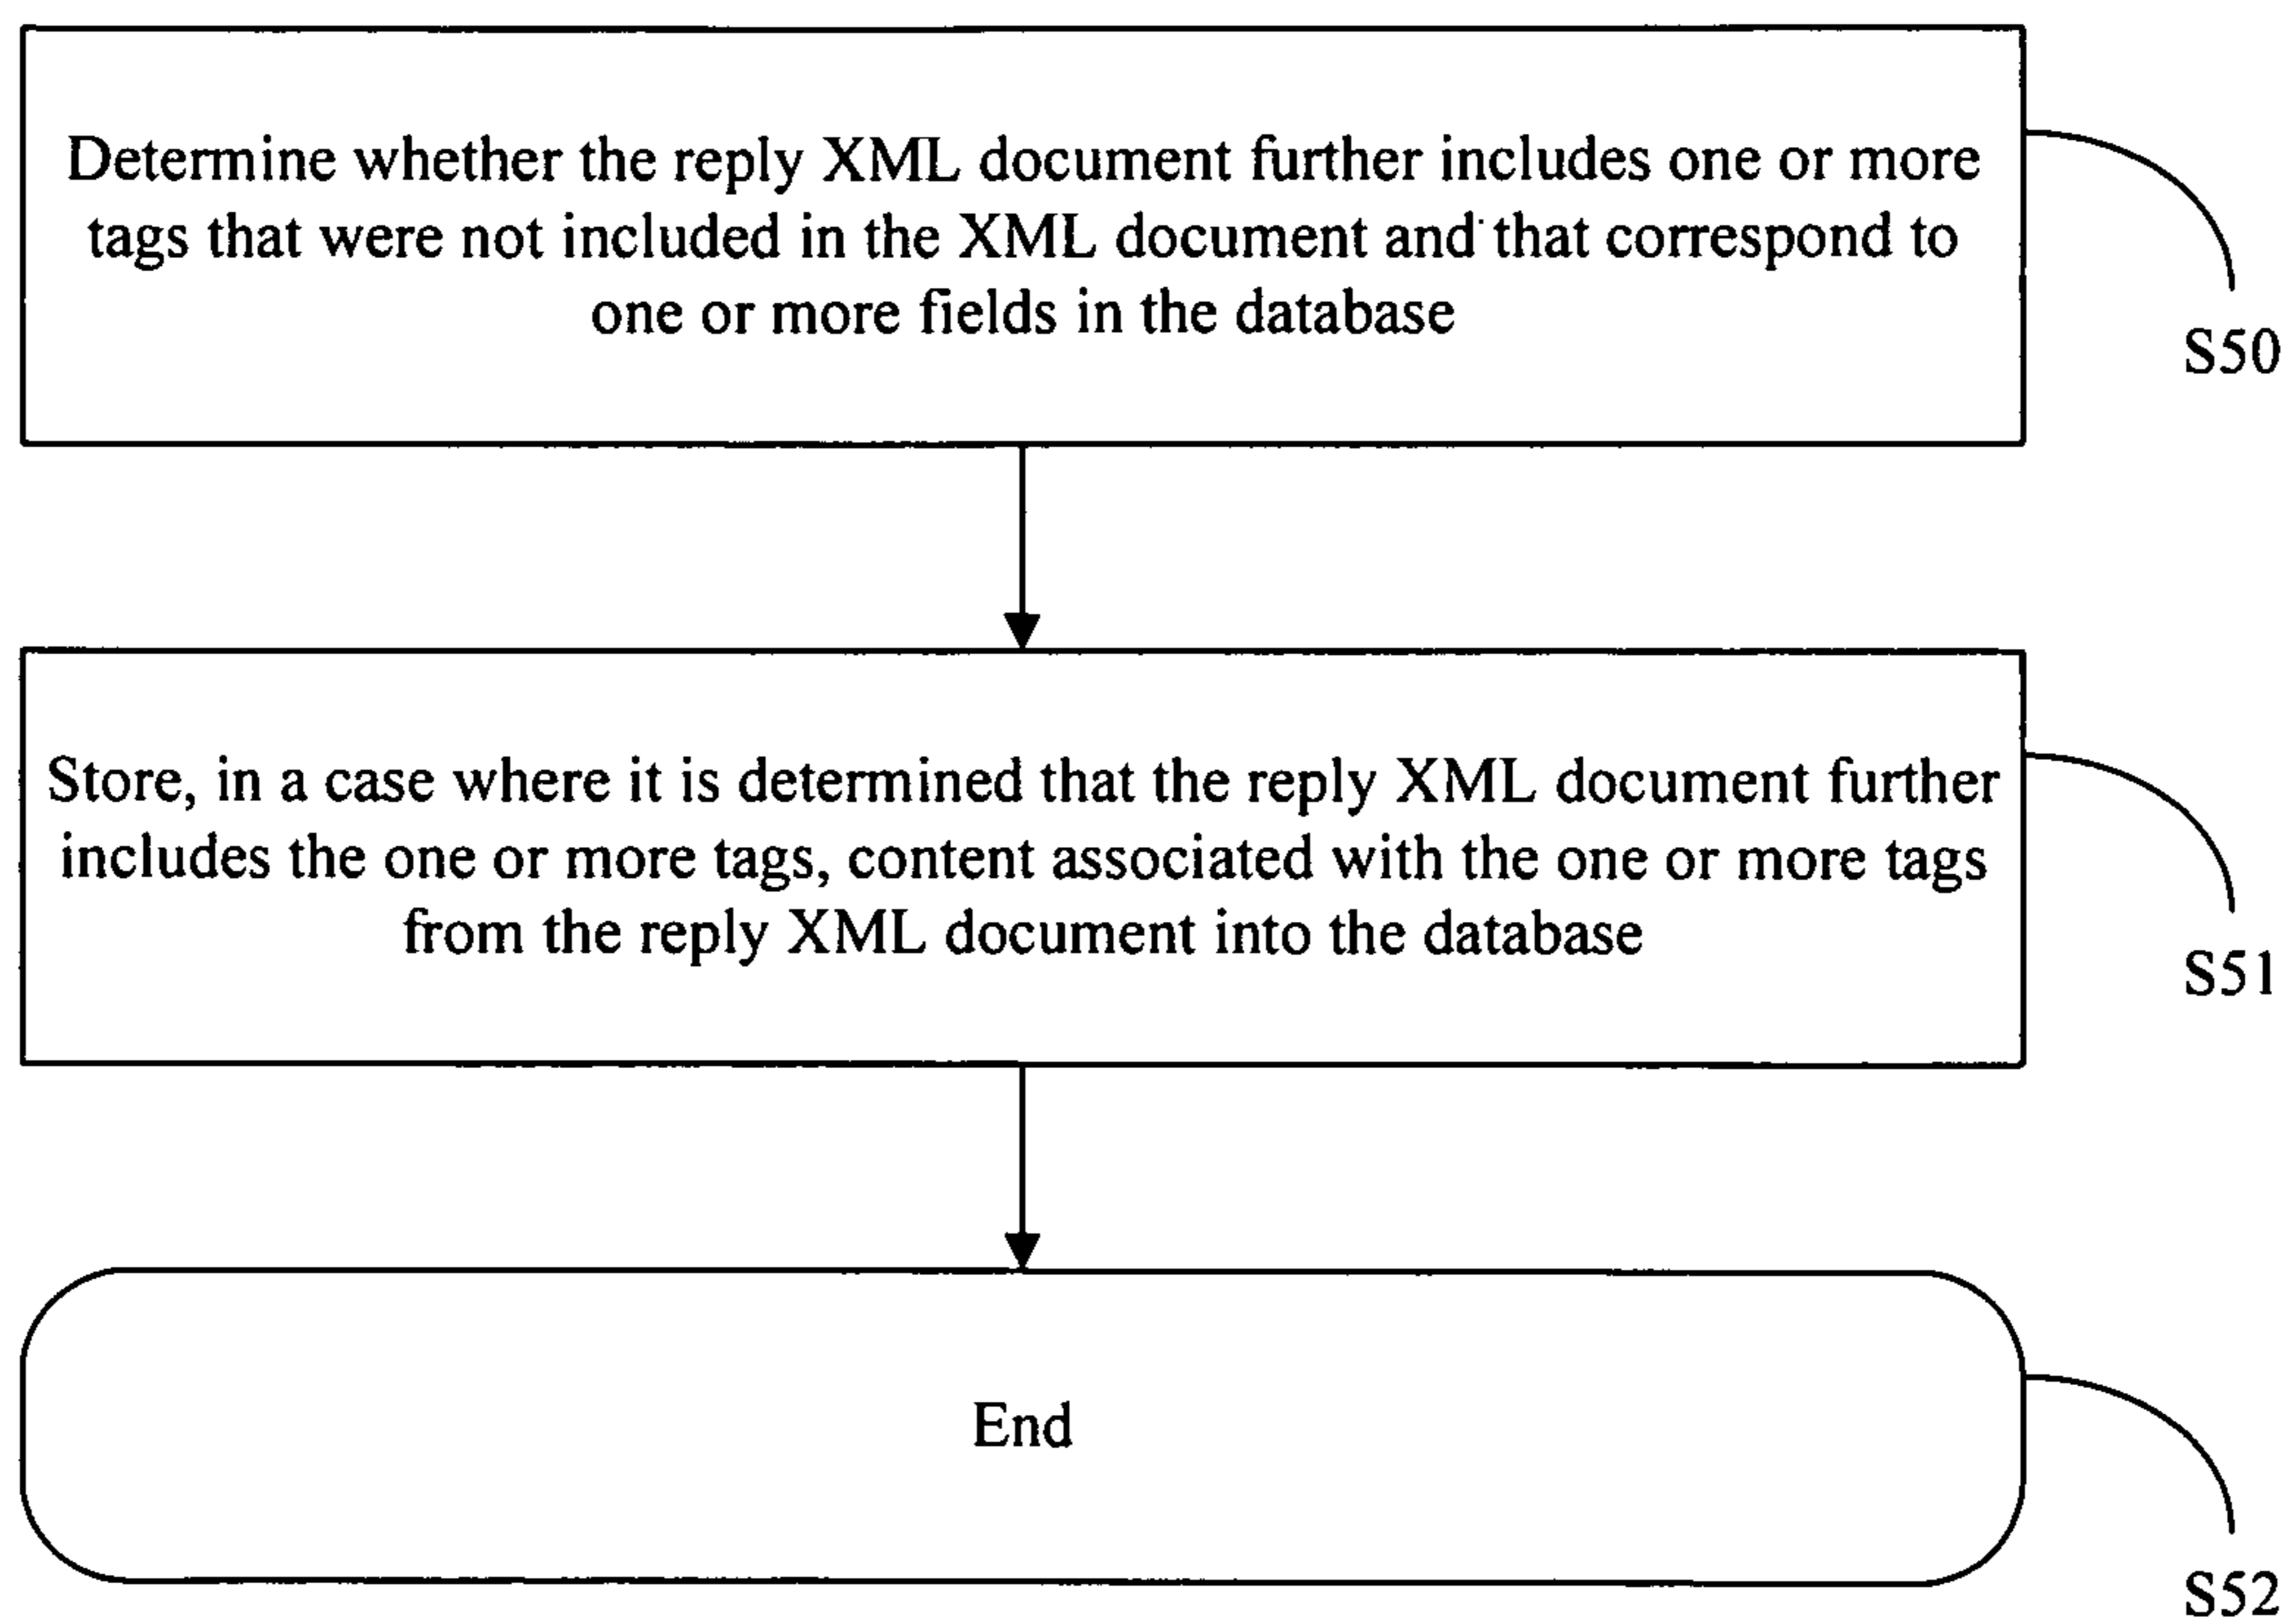 Determine whether the reply XML document further includes one or more
tags that were not included in the XML document and that correspond to
one or more fields in the database
S50
Store, in a case where it is determined that the reply XML document further
includes the one or more tags, content associated with the one or more tags
from the reply XML document into the database
S51
End
S52